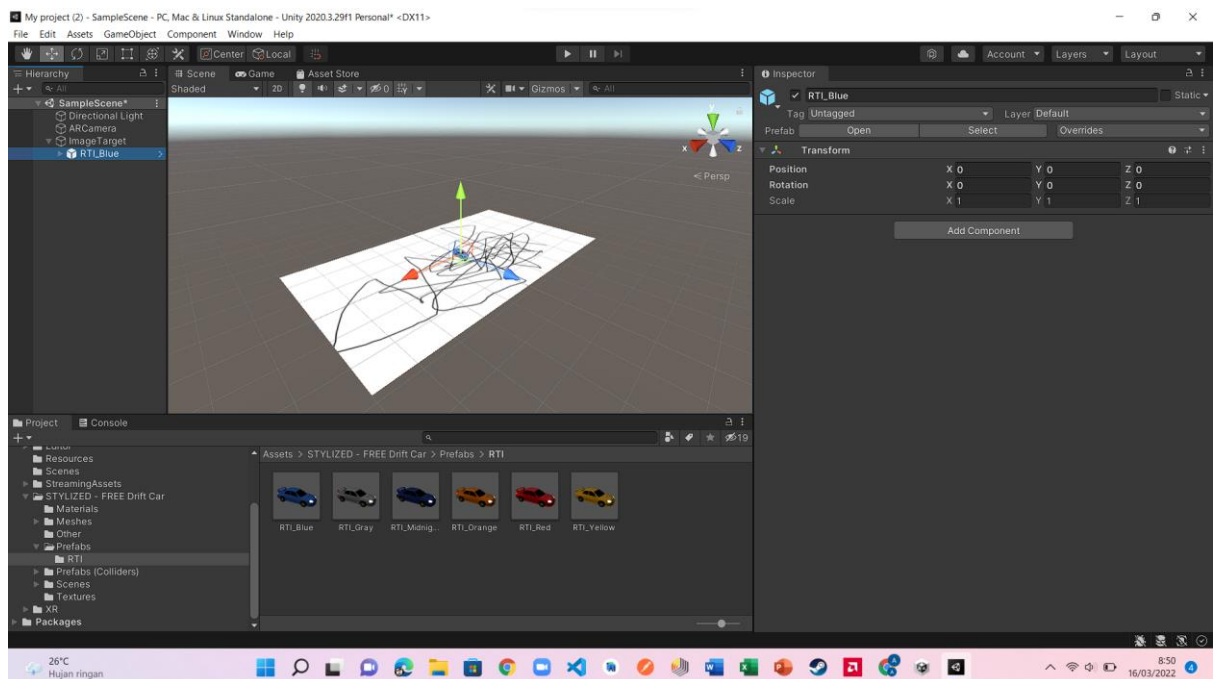 My project (2) - SampleScene - PC, Mac & Linux Standalone - Unity 2020.3.29f1 Personal* <DX11>
File Edit Assets GameObject Component Window Help
Center Local
Account Layers Layout
Hierarchy
All
SampleScene*
Directional Light
ARCamera
ImageTarget
RTI_Blue
Scene Game Asset Store
Shaded 2D 0 Gizmos All
y
x z
Persp
Inspector
RTI_Blue Static
Tag Untagged Layer Default
Prefab Open Select Overrides
Transform
Position X 0 Y 0 Z 0
Rotation X 0 Y 0 Z 0
Scale X 1 Y 1 Z 1
Add Component
Project Console
19
Editor
Resources
Scenes
StreamingAssets
STYLIZED - FREE Drift Car
Materials
Meshes
Other
Prefabs
RTI
Prefabs (Colliders)
Scenes
Textures
XR
Packages
Assets > STYLIZED - FREE Drift Car > Prefabs > RTI
RTI_Blue RTI_Gray RTI_Midnig... RTI_Orange RTI_Red RTI_Yellow
26°C
Hujan ringan
8:50
16/03/2022
4